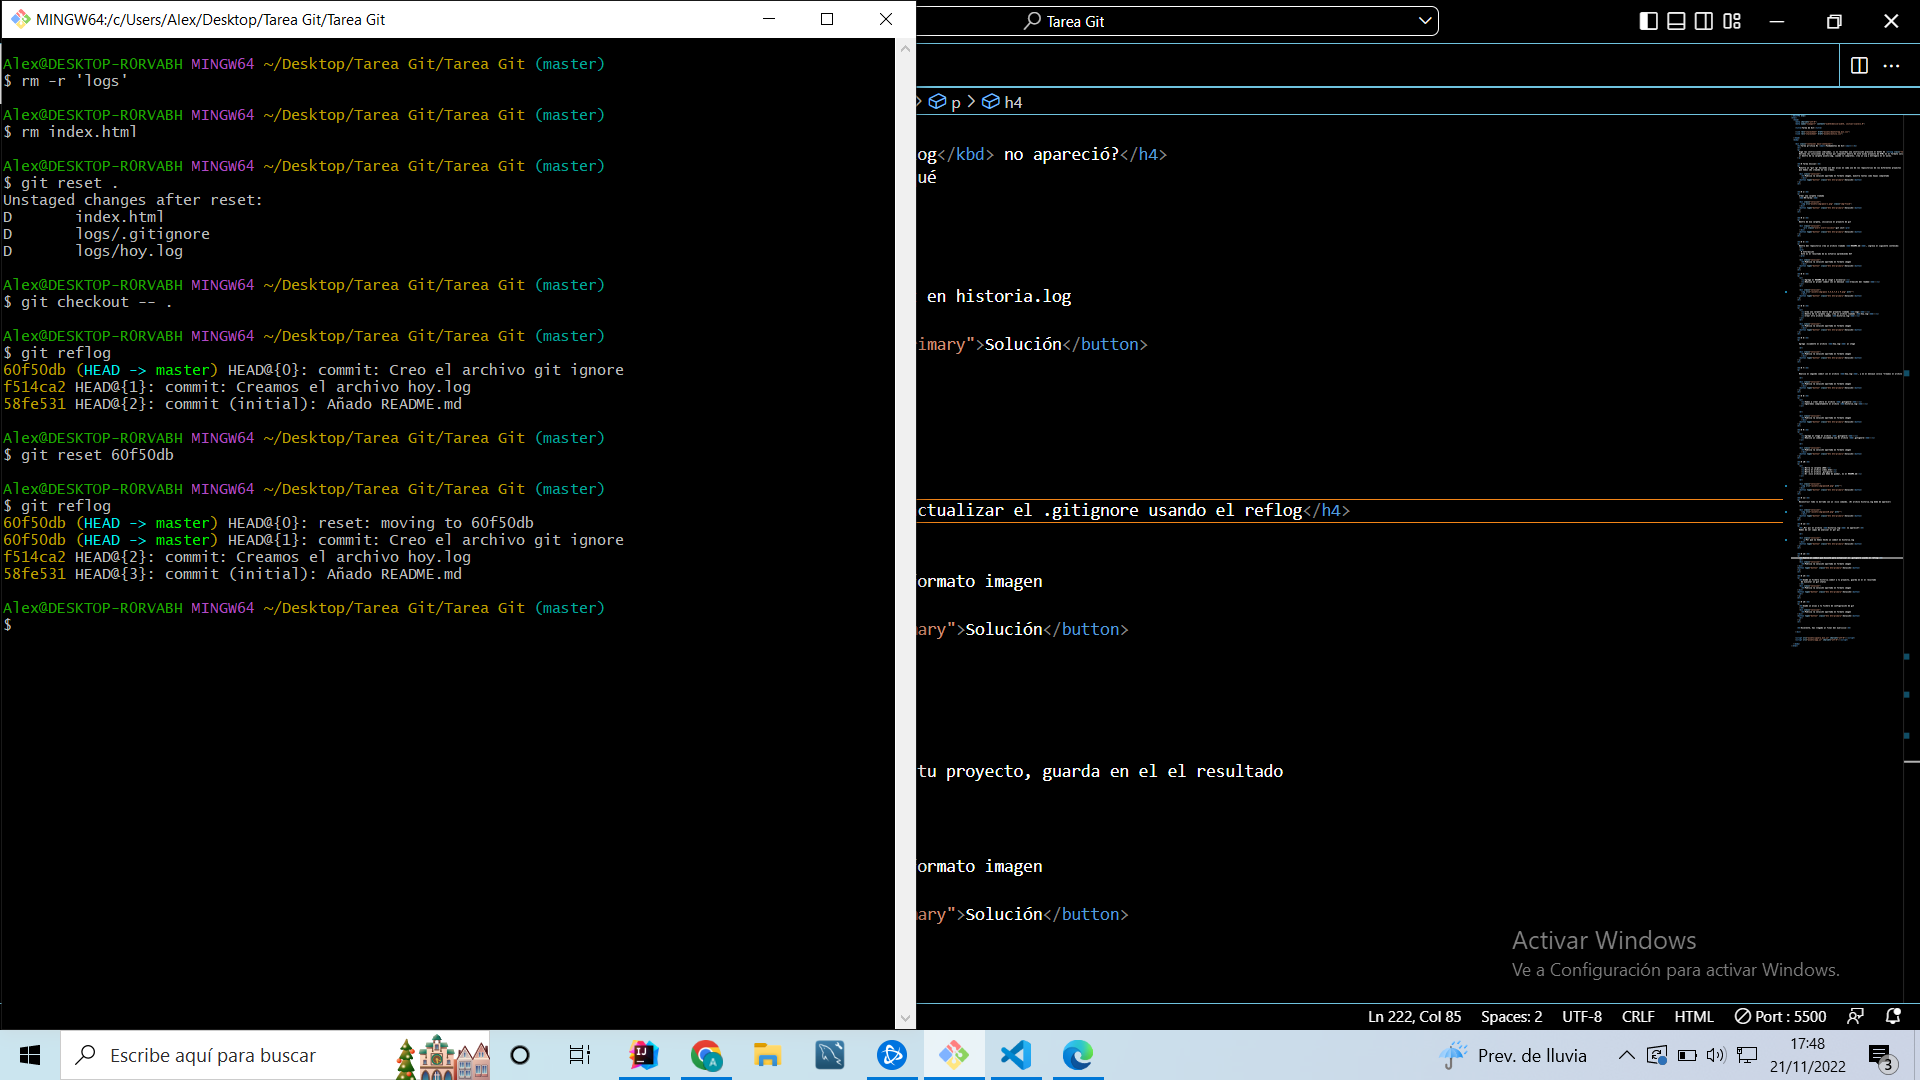 MINGW64:/c/Users/Alex/Desktop/Tarea Git/Tarea Git
Alex@DESKTOP-RORVABH MINGW64 ~/Desktop/Tarea Git/Tarea Git (master)
$ rm -r 'logs'
Alex@DESKTOP-RORVABH MINGW64 ~/Desktop/Tarea Git/Tarea Git (master)
$ rm index.html
Alex@DESKTOP-RORVABH MINGW64 ~/Desktop/Tarea Git/Tarea Git (master)
$ git reset .
Unstaged changes after reset:
D       index.html
D       logs/.gitignore
D       logs/hoy.log
Alex@DESKTOP-RORVABH MINGW64 ~/Desktop/Tarea Git/Tarea Git (master)
$ git checkout -- .
Alex@DESKTOP-RORVABH MINGW64 ~/Desktop/Tarea Git/Tarea Git (master)
$ git reflog
60f50db (HEAD -> master) HEAD@{0}: commit: Creo el archivo git ignore
f514ca2 HEAD@{1}: commit: Creamos el archivo hoy.log
58fe531 HEAD@{2}: commit (initial): Añado README.md
Alex@DESKTOP-RORVABH MINGW64 ~/Desktop/Tarea Git/Tarea Git (master)
$ git reset 60f50db
Alex@DESKTOP-RORVABH MINGW64 ~/Desktop/Tarea Git/Tarea Git (master)
$ git reflog
60f50db (HEAD -> master) HEAD@{0}: reset: moving to 60f50db
60f50db (HEAD -> master) HEAD@{1}: commit: Creo el archivo git ignore
f514ca2 HEAD@{2}: commit: Creamos el archivo hoy.log
58fe531 HEAD@{3}: commit (initial): Añado README.md
Alex@DESKTOP-RORVABH MINGW64 ~/Desktop/Tarea Git/Tarea Git (master)
$
Tarea Git
p > h4
og</kbd> no apareció?</h4>
ué
en historia.log
imary">Solución</button>
ctualizar el .gitignore usando el reflog</h4>
ormato imagen
ary">Solución</button>
tu proyecto, guarda en el el resultado
ormato imagen
ary">Solución</button>
Activar Windows
Ve a Configuración para activar Windows.
Ln 222, Col 85 Spaces: 2 UTF-8 CRLF HTML Port : 5500
Escribe aquí para buscar
Prev. de lluvia
17:48
21/11/2022
3